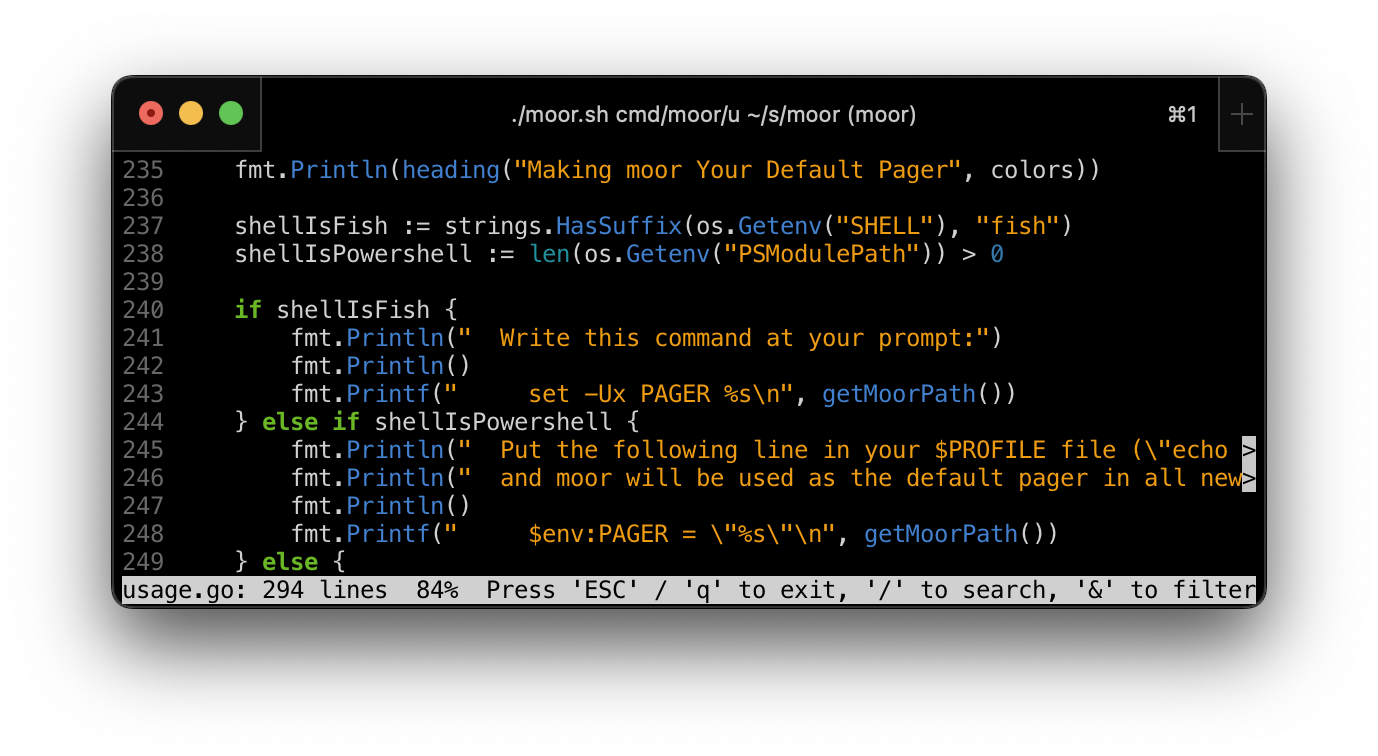 ./moor.sh cmd/moor/u ~/s/moor (moor) ⌘1 +
235     fmt.Println(heading("Making moor Your Default Pager", colors))
236
237     shellIsFish := strings.HasSuffix(os.Getenv("SHELL"), "fish")
238     shellIsPowershell := len(os.Getenv("PSModulePath")) > 0
239
240     if shellIsFish {
241         fmt.Println("  Write this command at your prompt:")
242         fmt.Println()
243         fmt.Printf("     set -Ux PAGER %s\n", getMoorPath())
244     } else if shellIsPowershell {
245         fmt.Println("  Put the following line in your $PROFILE file (\"echo >
246         fmt.Println("  and moor will be used as the default pager in all new>
247         fmt.Println()
248         fmt.Printf("     $env:PAGER = \"%s\"\n", getMoorPath())
249     } else {
usage.go: 294 lines  84%  Press 'ESC' / 'q' to exit, '/' to search, '&' to filter